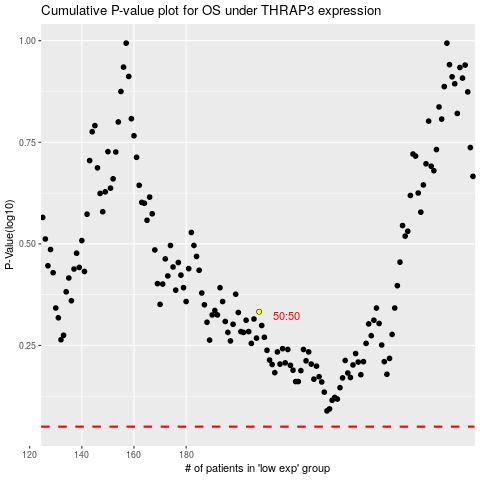 Cumulative P-value plot for OS under THRAP3 expression
1.00
0.75
0.50
0.25
P-Value(log10)
50:50
120 140 160 180
# of patients in 'low exp' group